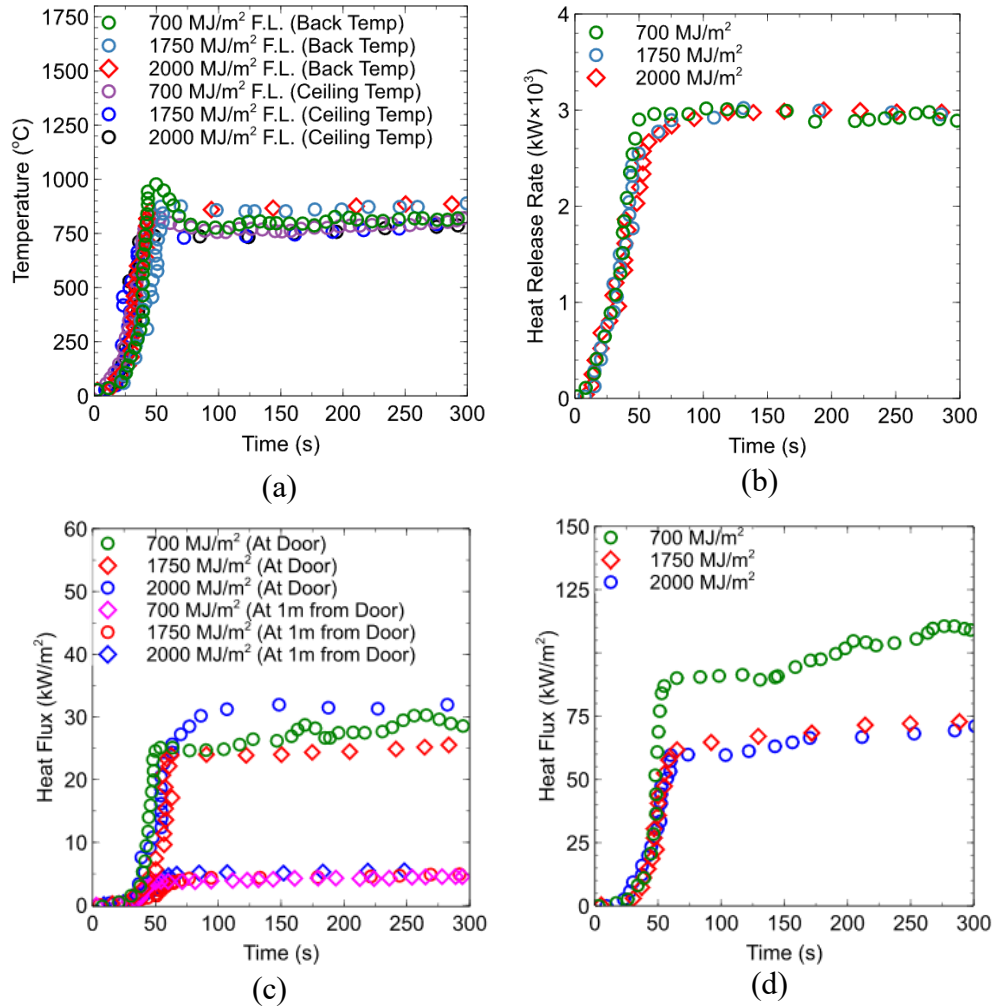 1750
1500
1250
1000
750
500
250
0
Temperature (°C)
700 MJ/m² F.L. (Back Temp)
1750 MJ/m² F.L. (Back Temp)
2000 MJ/m² F.L. (Back Temp)
700 MJ/m² F.L. (Ceiling Temp)
1750 MJ/m² F.L. (Ceiling Temp)
2000 MJ/m² F.L. (Ceiling Temp)
0 50 100 150 200 250 300
Time (s)
(a)
4
3
2
1
0
Heat Release Rate (kW×10³)
700 MJ/m²
1750 MJ/m²
2000 MJ/m²
0 50 100 150 200 250 300
Time (s)
(b)
60
50
40
30
20
10
0
Heat Flux (kW/m²)
700 MJ/m² (At Door)
1750 MJ/m² (At Door)
2000 MJ/m² (At Door)
700 MJ/m² (At 1m from Door)
1750 MJ/m² (At 1m from Door)
2000 MJ/m² (At 1m from Door)
0 50 100 150 200 250 300
Time (s)
(c)
150
125
100
75
50
25
0
Heat Flux (kW/m²)
700 MJ/m²
1750 MJ/m²
2000 MJ/m²
0 50 100 150 200 250 300
Time (s)
(d)